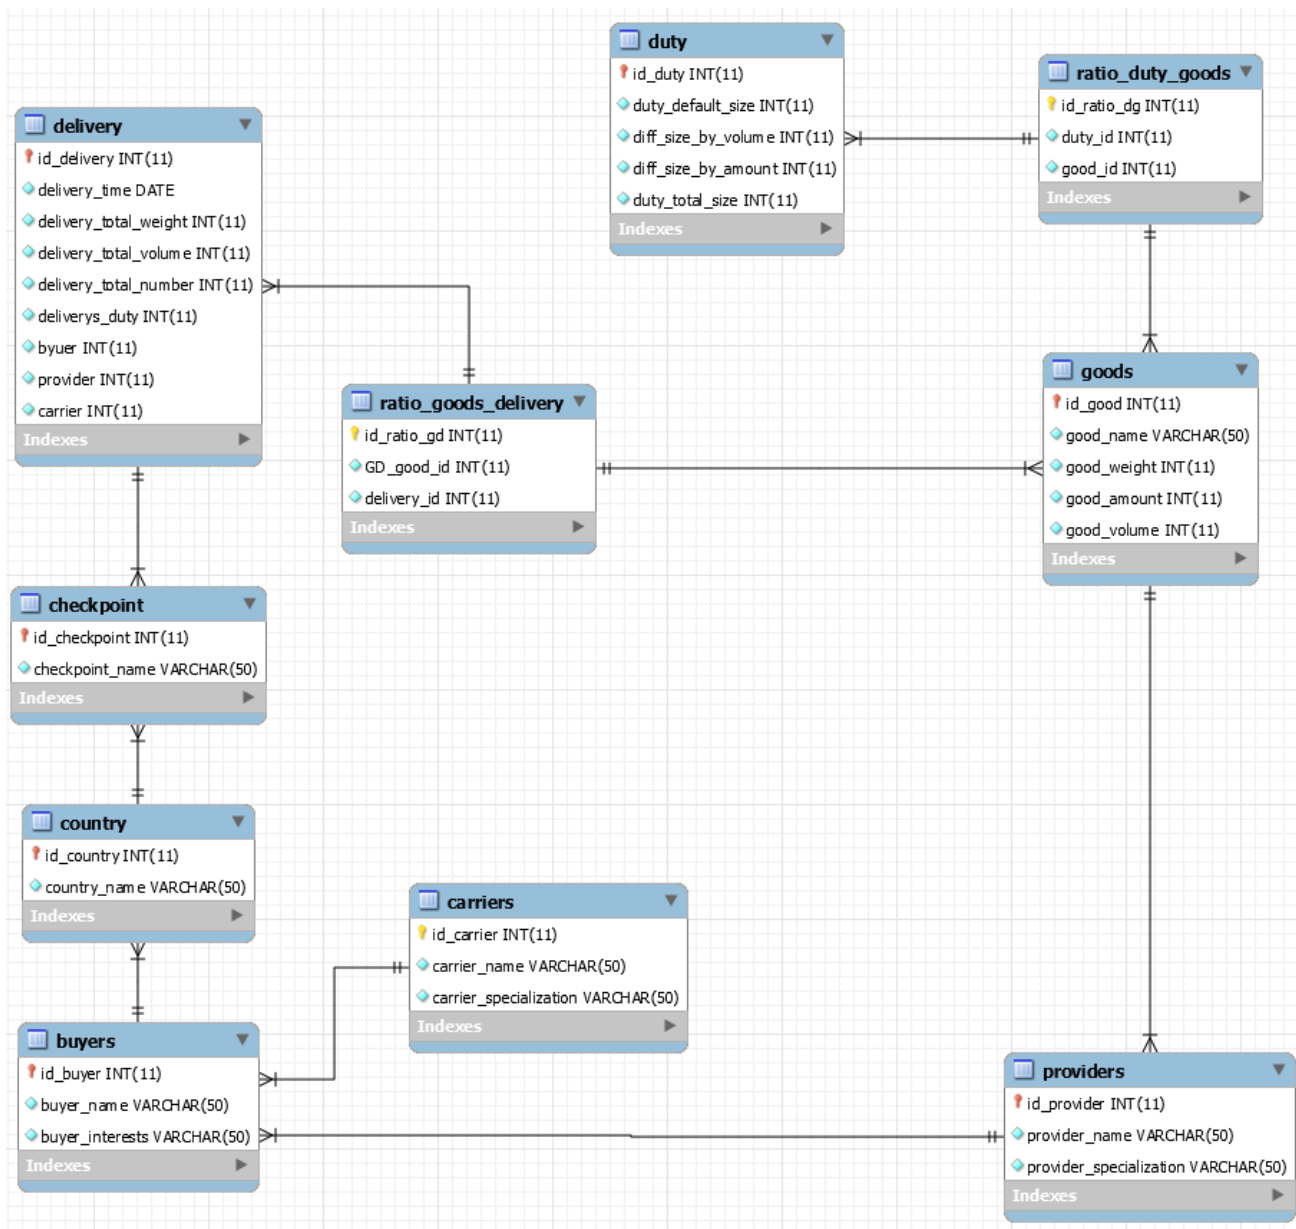 duty
id_duty INT(11)
duty_default_size INT(11)
diff_size_by_volume INT(11)
diff_size_by_amount INT(11)
duty_total_size INT(11)
Indexes
ratio_duty_goods
id_ratio_dg INT(11)
duty_id INT(11)
good_id INT(11)
Indexes
delivery
id_delivery INT(11)
delivery_time DATE
delivery_total_weight INT(11)
delivery_total_volume INT(11)
delivery_total_number INT(11)
deliverys_duty INT(11)
byuer INT(11)
provider INT(11)
carrier INT(11)
Indexes
ratio_goods_delivery
id_ratio_gd INT(11)
GD_good_id INT(11)
delivery_id INT(11)
Indexes
goods
id_good INT(11)
good_name VARCHAR(50)
good_weight INT(11)
good_amount INT(11)
good_volume INT(11)
Indexes
checkpoint
id_checkpoint INT(11)
checkpoint_name VARCHAR(50)
Indexes
country
id_country INT(11)
country_name VARCHAR(50)
Indexes
carriers
id_carrier INT(11)
carrier_name VARCHAR(50)
carrier_specialization VARCHAR(50)
Indexes
buyers
id_buyer INT(11)
buyer_name VARCHAR(50)
buyer_interests VARCHAR(50)
Indexes
providers
id_provider INT(11)
provider_name VARCHAR(50)
provider_specialization VARCHAR(50)
Indexes